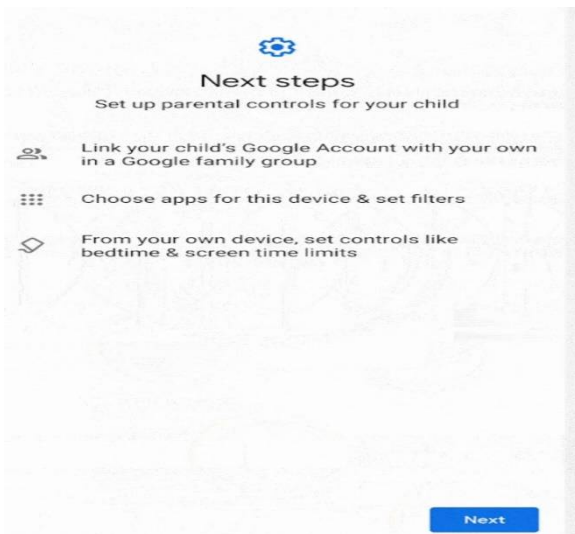 Next steps
Set up parental controls for your child
Link your child's Google Account with your own
in a Google family group
Choose apps for this device & set filters
From your own device, set controls like
bedtime & screen time limits
Next